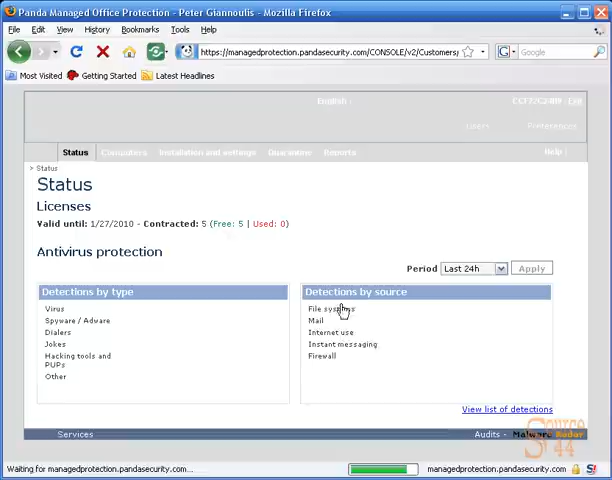 Panda Managed Office Protection - Peter Giannoulis - Mozilla Firefox
File Edit View History Bookmarks Tools Help
https://managedprotection.pandasecurity.com/CONSOLE/v2/Customers/
Google
Most Visited Getting Started Latest Headlines
English
Users Preferences
Status Computers Installation and settings Quarantine Reports Help
> Status
Status
Licenses
Valid until: 1/27/2010 - Contracted: 5 (Free: 5 | Used: 0)
Antivirus protection
Period Last 24h Apply
Detections by type
Virus
Spyware / Adware
Dialers
Jokes
Hacking tools and
PUPs
Other
Detections by source
File systems
Mail
Internet use
Instant messaging
Firewall
View list of detections
Services Audits - Malware Radar
Source
44
Waiting for managedprotection.pandasecurity.com... managedprotection.pandasecurity.com